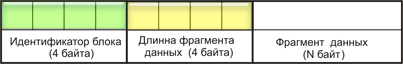 Идентификатор блока
(4 байта)
Длинна фрагмента
данных (4 байта)
Фрагмент данных
(N байт)